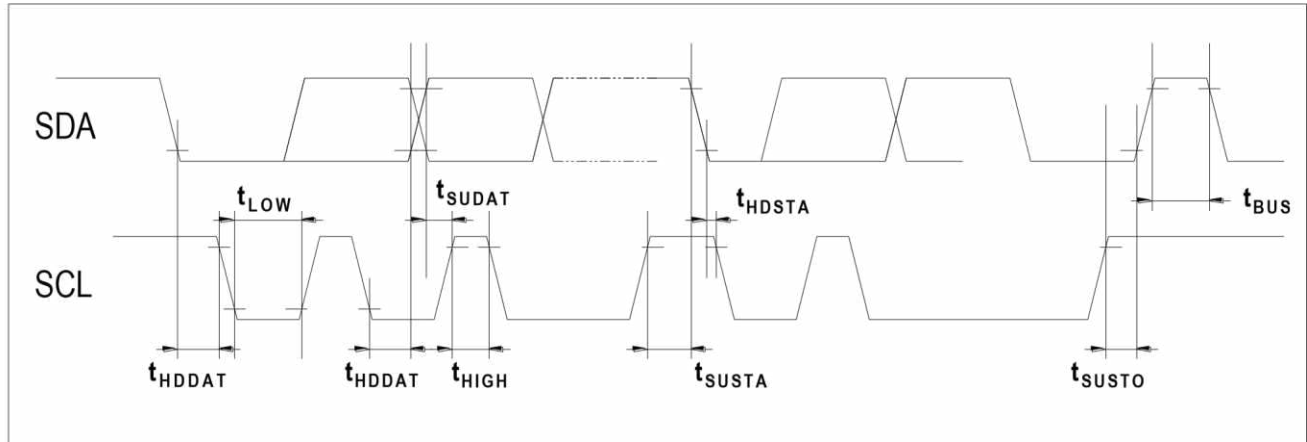 SDA
tSUDAT
tLOW
tHDSTA
tBUS
SCL
tHDDAT
tHDDAT
tHIGH
tSUSTA
tSUSTO